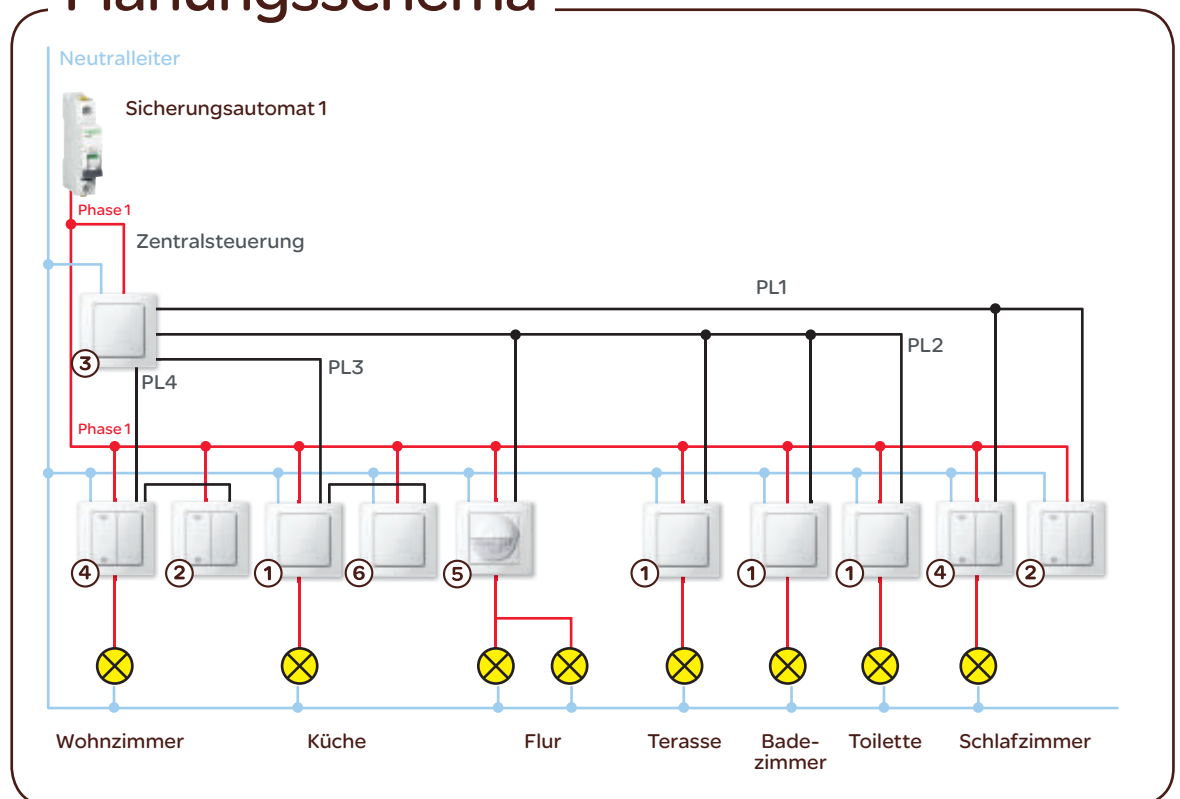 Planungsschema
Neutralleiter
Sicherungsautomat 1
Phase 1
Zentralsteuerung
PL1
PL2
3
PL3
PL4
Phase 1
4 2 1 6 5 1 1 1 4 2
Wohnzimmer Küche Flur Terasse Bade- Toilette Schlafzimmer
zimmer